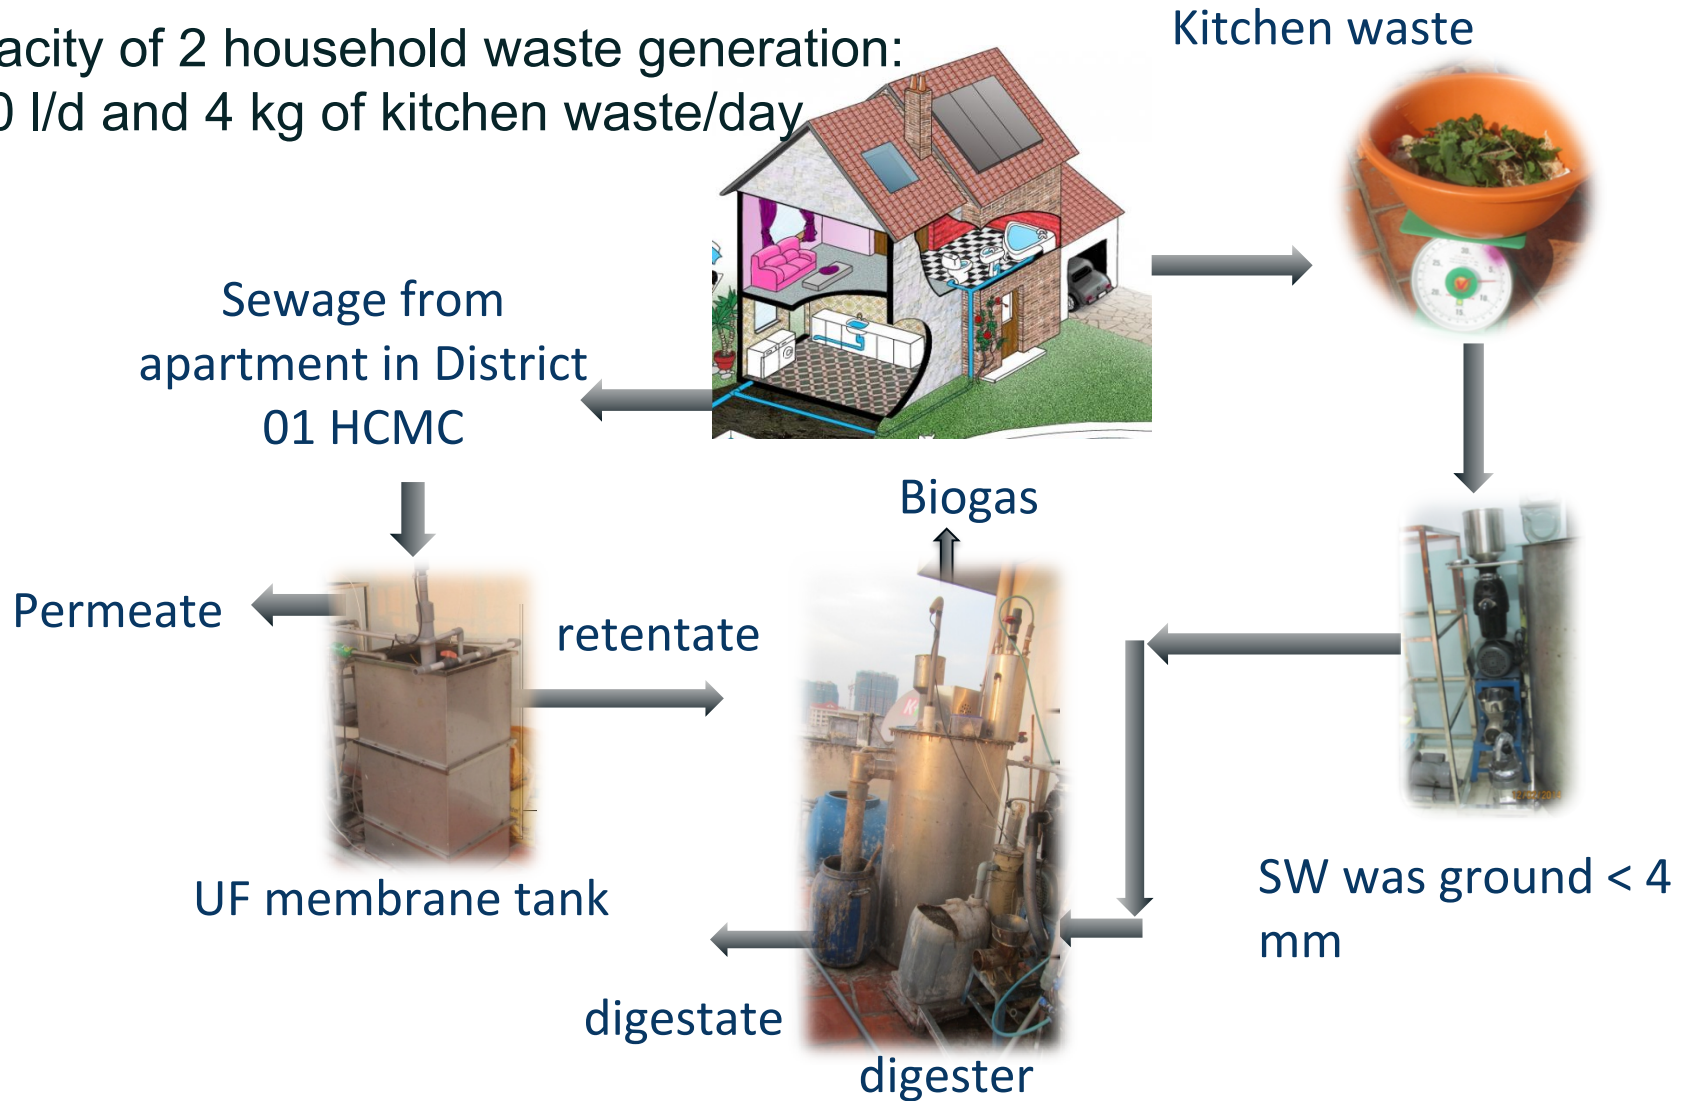 acity of 2 household waste generation:
0 l/d and 4 kg of kitchen waste/day
Kitchen waste
Sewage from
apartment in District
01 HCMC
Biogas
Permeate
retentate
UF membrane tank
SW was ground < 4
mm
digestate
digester